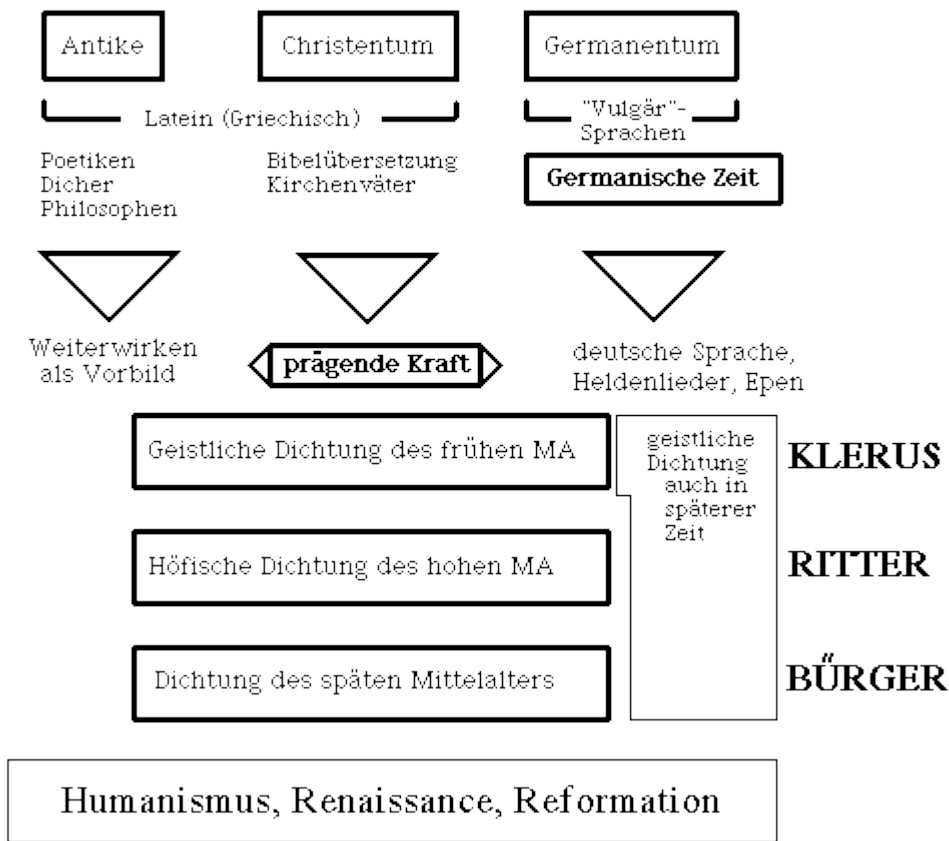 Antike
Christentum
Germanentum
Latein (Griechisch)
"Vulgär"-
Sprachen
Poetiken
Dicher
Philosophen
Bibelübersetzung
Kirchenväter
Germanische Zeit
Weiterwirken
als Vorbild
prägende Kraft
deutsche Sprache,
Heldenlieder, Epen
Geistliche Dichtung des frühen MA
geistliche
Dichtung
auch in
späterer
Zeit
KLERUS
Höfische Dichtung des hohen MA
RITTER
Dichtung des späten Mittelalters
BÜRGER
Humanismus, Renaissance, Reformation